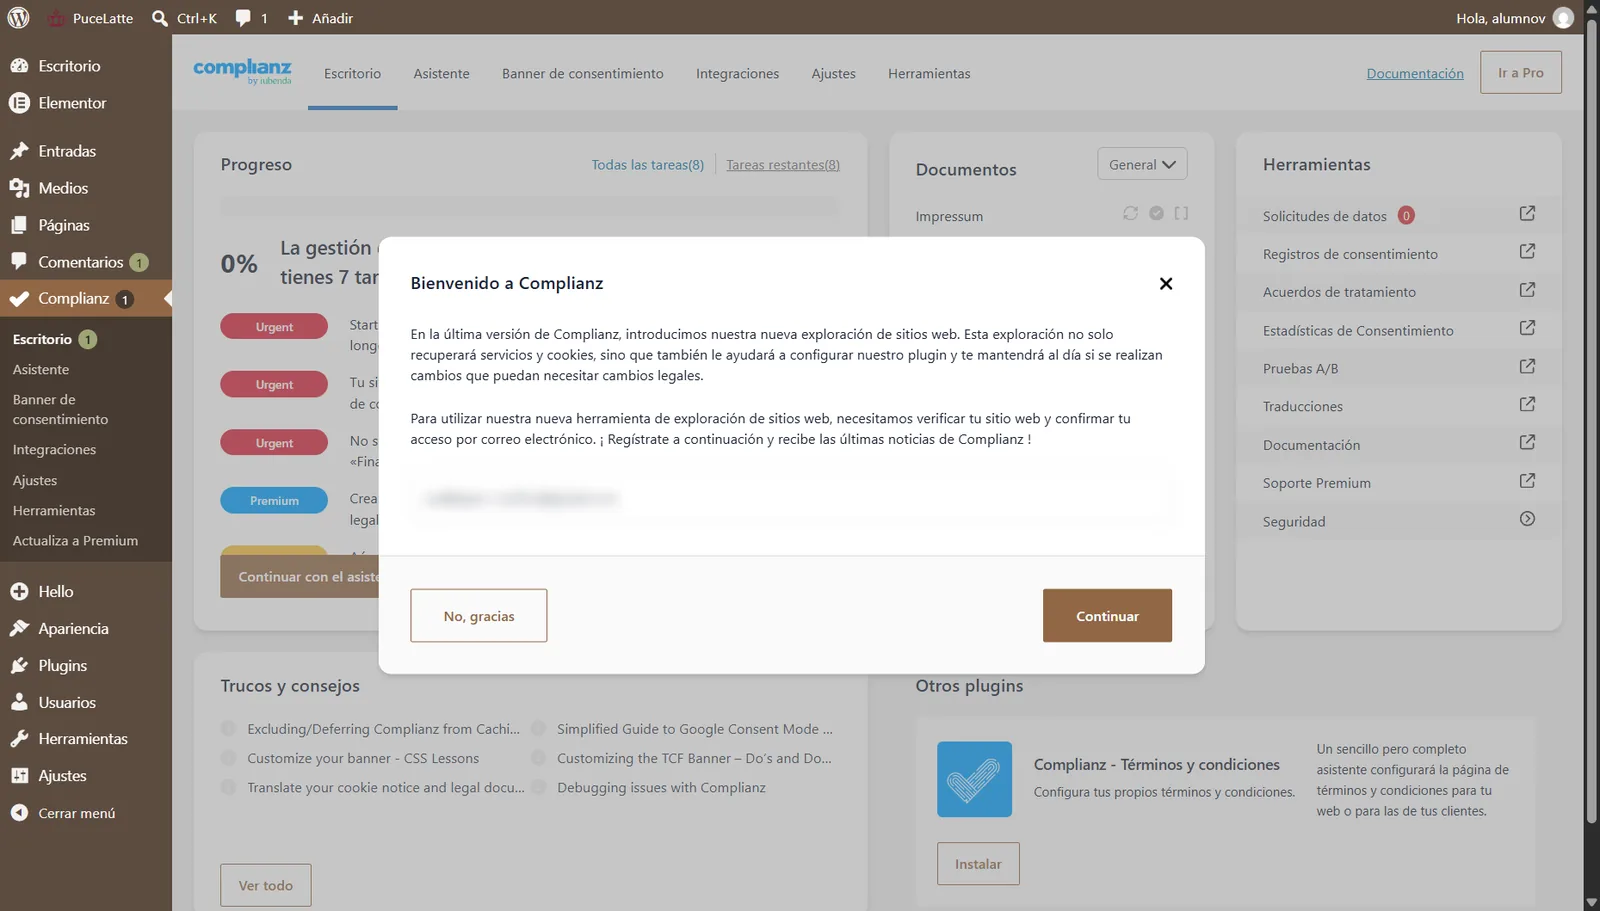 PuceLatte
Ctrl+K
1
Añadir
Hola, alumnov
Escritorio
Elementor
Entradas
Medios
Páginas
Comentarios 1
Complianz 1
Escritorio 1
Asistente
Banner de
consentimiento
Integraciones
Ajustes
Herramientas
Actualiza a Premium
Hello
Apariencia
Plugins
Usuarios
Herramientas
Ajustes
Cerrar menú
complianz
by iubenda
Escritorio
Asistente
Banner de consentimiento
Integraciones
Ajustes
Herramientas
Documentación
Ir a Pro
Progreso
Todas las tareas(8)
Tareas restantes(8)
0%
La gestión
tienes 7 tar
Urgent
Start
long
Urgent
Tu si
de co
Urgent
No s
«Fina
Premium
Crea
legal
Continuar con el asiste
Documentos
General
Impressum
Herramientas
Solicitudes de datos 0
Registros de consentimiento
Acuerdos de tratamiento
Estadísticas de Consentimiento
Pruebas A/B
Traducciones
Documentación
Soporte Premium
Seguridad
Bienvenido a Complianz
En la última versión de Complianz, introducimos nuestra nueva exploración de sitios web. Esta exploración no solo
recuperará servicios y cookies, sino que también le ayudará a configurar nuestro plugin y te mantendrá al día si se realizan
cambios que puedan necesitar cambios legales.
Para utilizar nuestra nueva herramienta de exploración de sitios web, necesitamos verificar tu sitio web y confirmar tu
acceso por correo electrónico. ¡ Regístrate a continuación y recibe las últimas noticias de Complianz !
No, gracias
Continuar
Trucos y consejos
Excluding/Deferring Complianz from Cachi...
Simplified Guide to Google Consent Mode ...
Customize your banner - CSS Lessons
Customizing the TCF Banner – Do´s and Do...
Translate your cookie notice and legal docu...
Debugging issues with Complianz
Ver todo
Otros plugins
Complianz - Términos y condiciones
Configura tus propios términos y condiciones.
Un sencillo pero completo
asistente configurará la página de
términos y condiciones para tu
web o para las de tus clientes.
Instalar